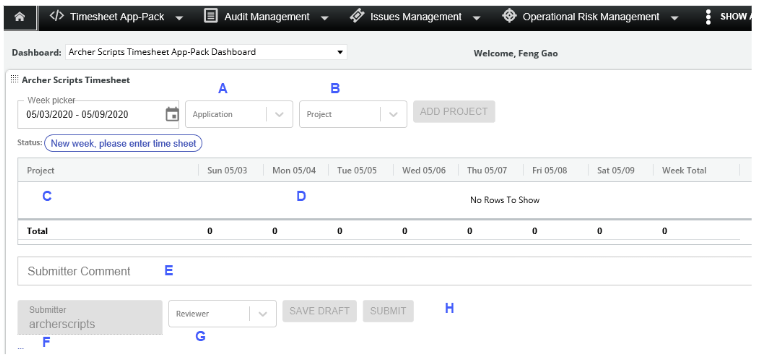 Timesheet App-Pack Audit Management Issues Management Operational Risk Management SHOW
Dashboard: Archer Scripts Timesheet App-Pack Dashboard Welcome, Feng Gao
Archer Scripts Timesheet
A B
Week picker
05/03/2020 - 05/09/2020 Application Project ADD PROJECT
Status: New week, please enter time sheet
Project Sun 05/03 Mon 05/04 Tue 05/05 Wed 05/06 Thu 05/07 Fri 05/08 Sat 05/09 Week Total
C D No Rows To Show
Total 0 0 0 0 0 0 0 0
Submitter Comment E
Submitter
archerscripts Reviewer SAVE DRAFT SUBMIT H
F G
...